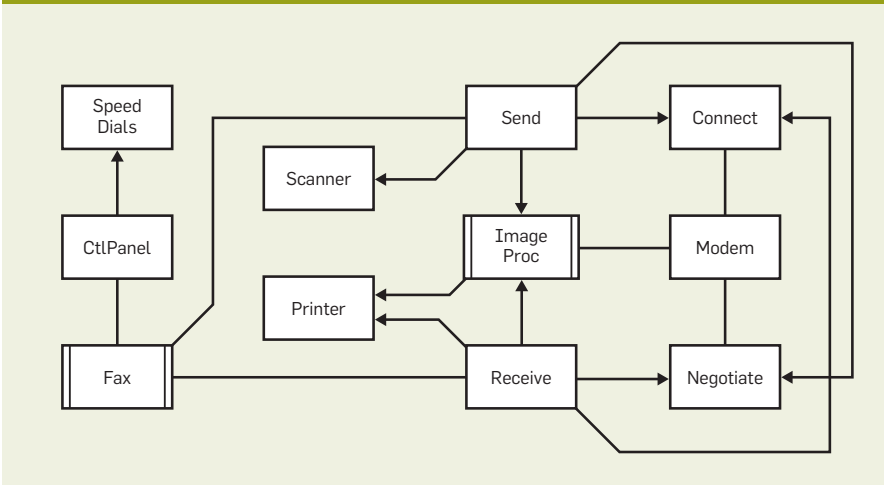 Speed
Dials
Send
Connect
Scanner
CtlPanel
Image
Proc
Modem
Printer
Fax
Receive
Negotiate